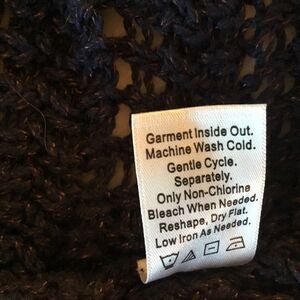 Garment Inside Out.
Machine Wash Cold.
Gentle Cycle.
Separately.
Only Non-Chlorine
Bleach When Needed.
Reshape, Dry Flat.
Low Iron As Needed.